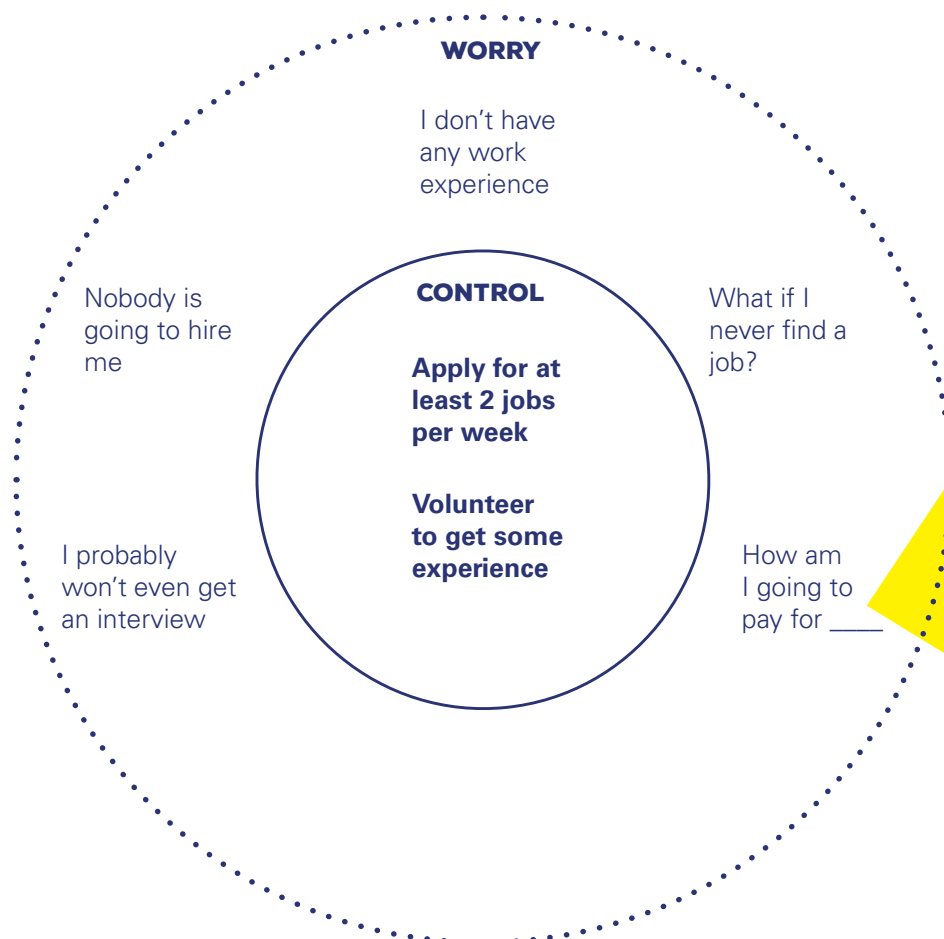 WORRY
I don’t have
any work
experience
Nobody is
going to hire
me
CONTROL
Apply for at
least 2 jobs
per week
Volunteer
to get some
experience
What if I
never find a
job?
I probably
won’t even get
an interview
How am
I going to
pay for ____